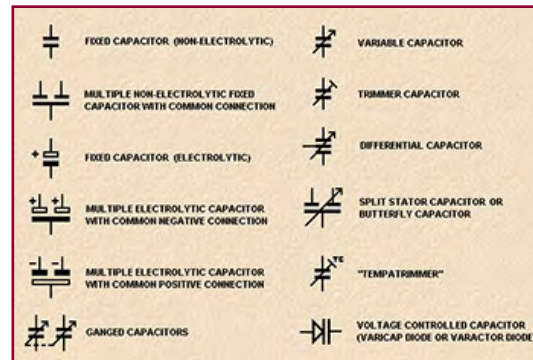 FIXED CAPACITOR (NON-ELECTROLYTIC)
MULTIPLE NON-ELECTROLYTIC FIXED
CAPACITOR WITH COMMON CONNECTION
+
FIXED CAPACITOR (ELECTROLYTIC)
+ +
MULTIPLE ELECTROLYTIC CAPACITOR
WITH COMMON NEGATIVE CONNECTION
- -
MULTIPLE ELECTROLYTIC CAPACITOR
WITH COMMON POSITIVE CONNECTION
GANGED CAPACITORS
VARIABLE CAPACITOR
TRIMMER CAPACITOR
DIFFERENTIAL CAPACITOR
SPLIT STATOR CAPACITOR OR
BUTTERFLY CAPACITOR
TC
"TEMPATRIMMER"
VOLTAGE CONTROLLED CAPACITOR
(VARICAP DIODE OR VARACTOR DIODE)